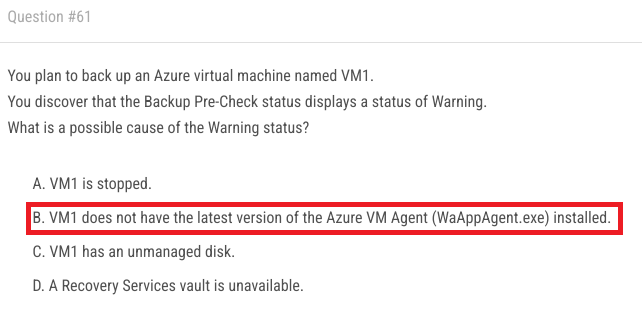 Question #61
You plan to back up an Azure virtual machine named VM1.
You discover that the Backup Pre-Check status displays a status of Warning.
What is a possible cause of the Warning status?
A. VM1 is stopped.
B. VM1 does not have the latest version of the Azure VM Agent (WaAppAgent.exe) installed.
C. VM1 has an unmanaged disk.
D. A Recovery Services vault is unavailable.